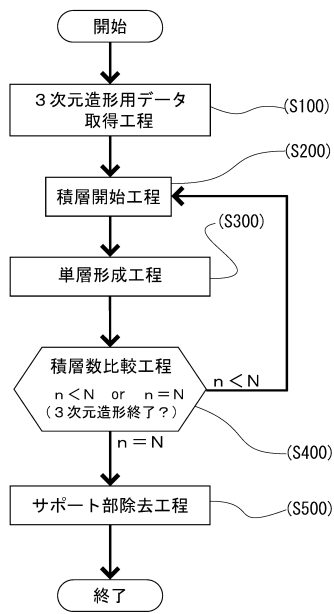 開始
3次元造形用データ
取得工程
(S100)
(S200)
積層開始工程
(S300)
単層形成工程
積層数比較工程
n<N or n=N
(3次元造形終了?)
n<N
(S400)
n=N
サポート部除去工程
(S500)
終了